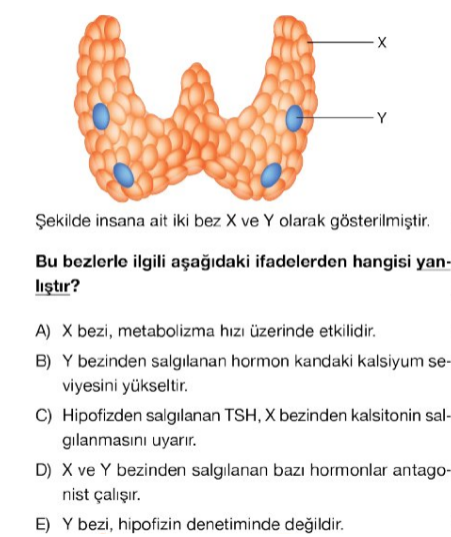 X
Y
Şekilde insana ait iki bez X ve Y olarak gösterilmiştir.
Bu bezlerle ilgili aşağıdaki ifadelerden hangisi yan-
lıştır?
A) X bezi, metabolizma hızı üzerinde etkilidir.
B) Y bezinden salgılanan hormon kandaki kalsiyum se-
viyesini yükseltir.
C) Hipofizden salgılanan TSH, X bezinden kalsitonin sal-
gılanmasını uyarır.
D) X ve Y bezinden salgılanan bazı hormonlar antago-
nist çalışır.
E) Y bezi, hipofizin denetiminde değildir.